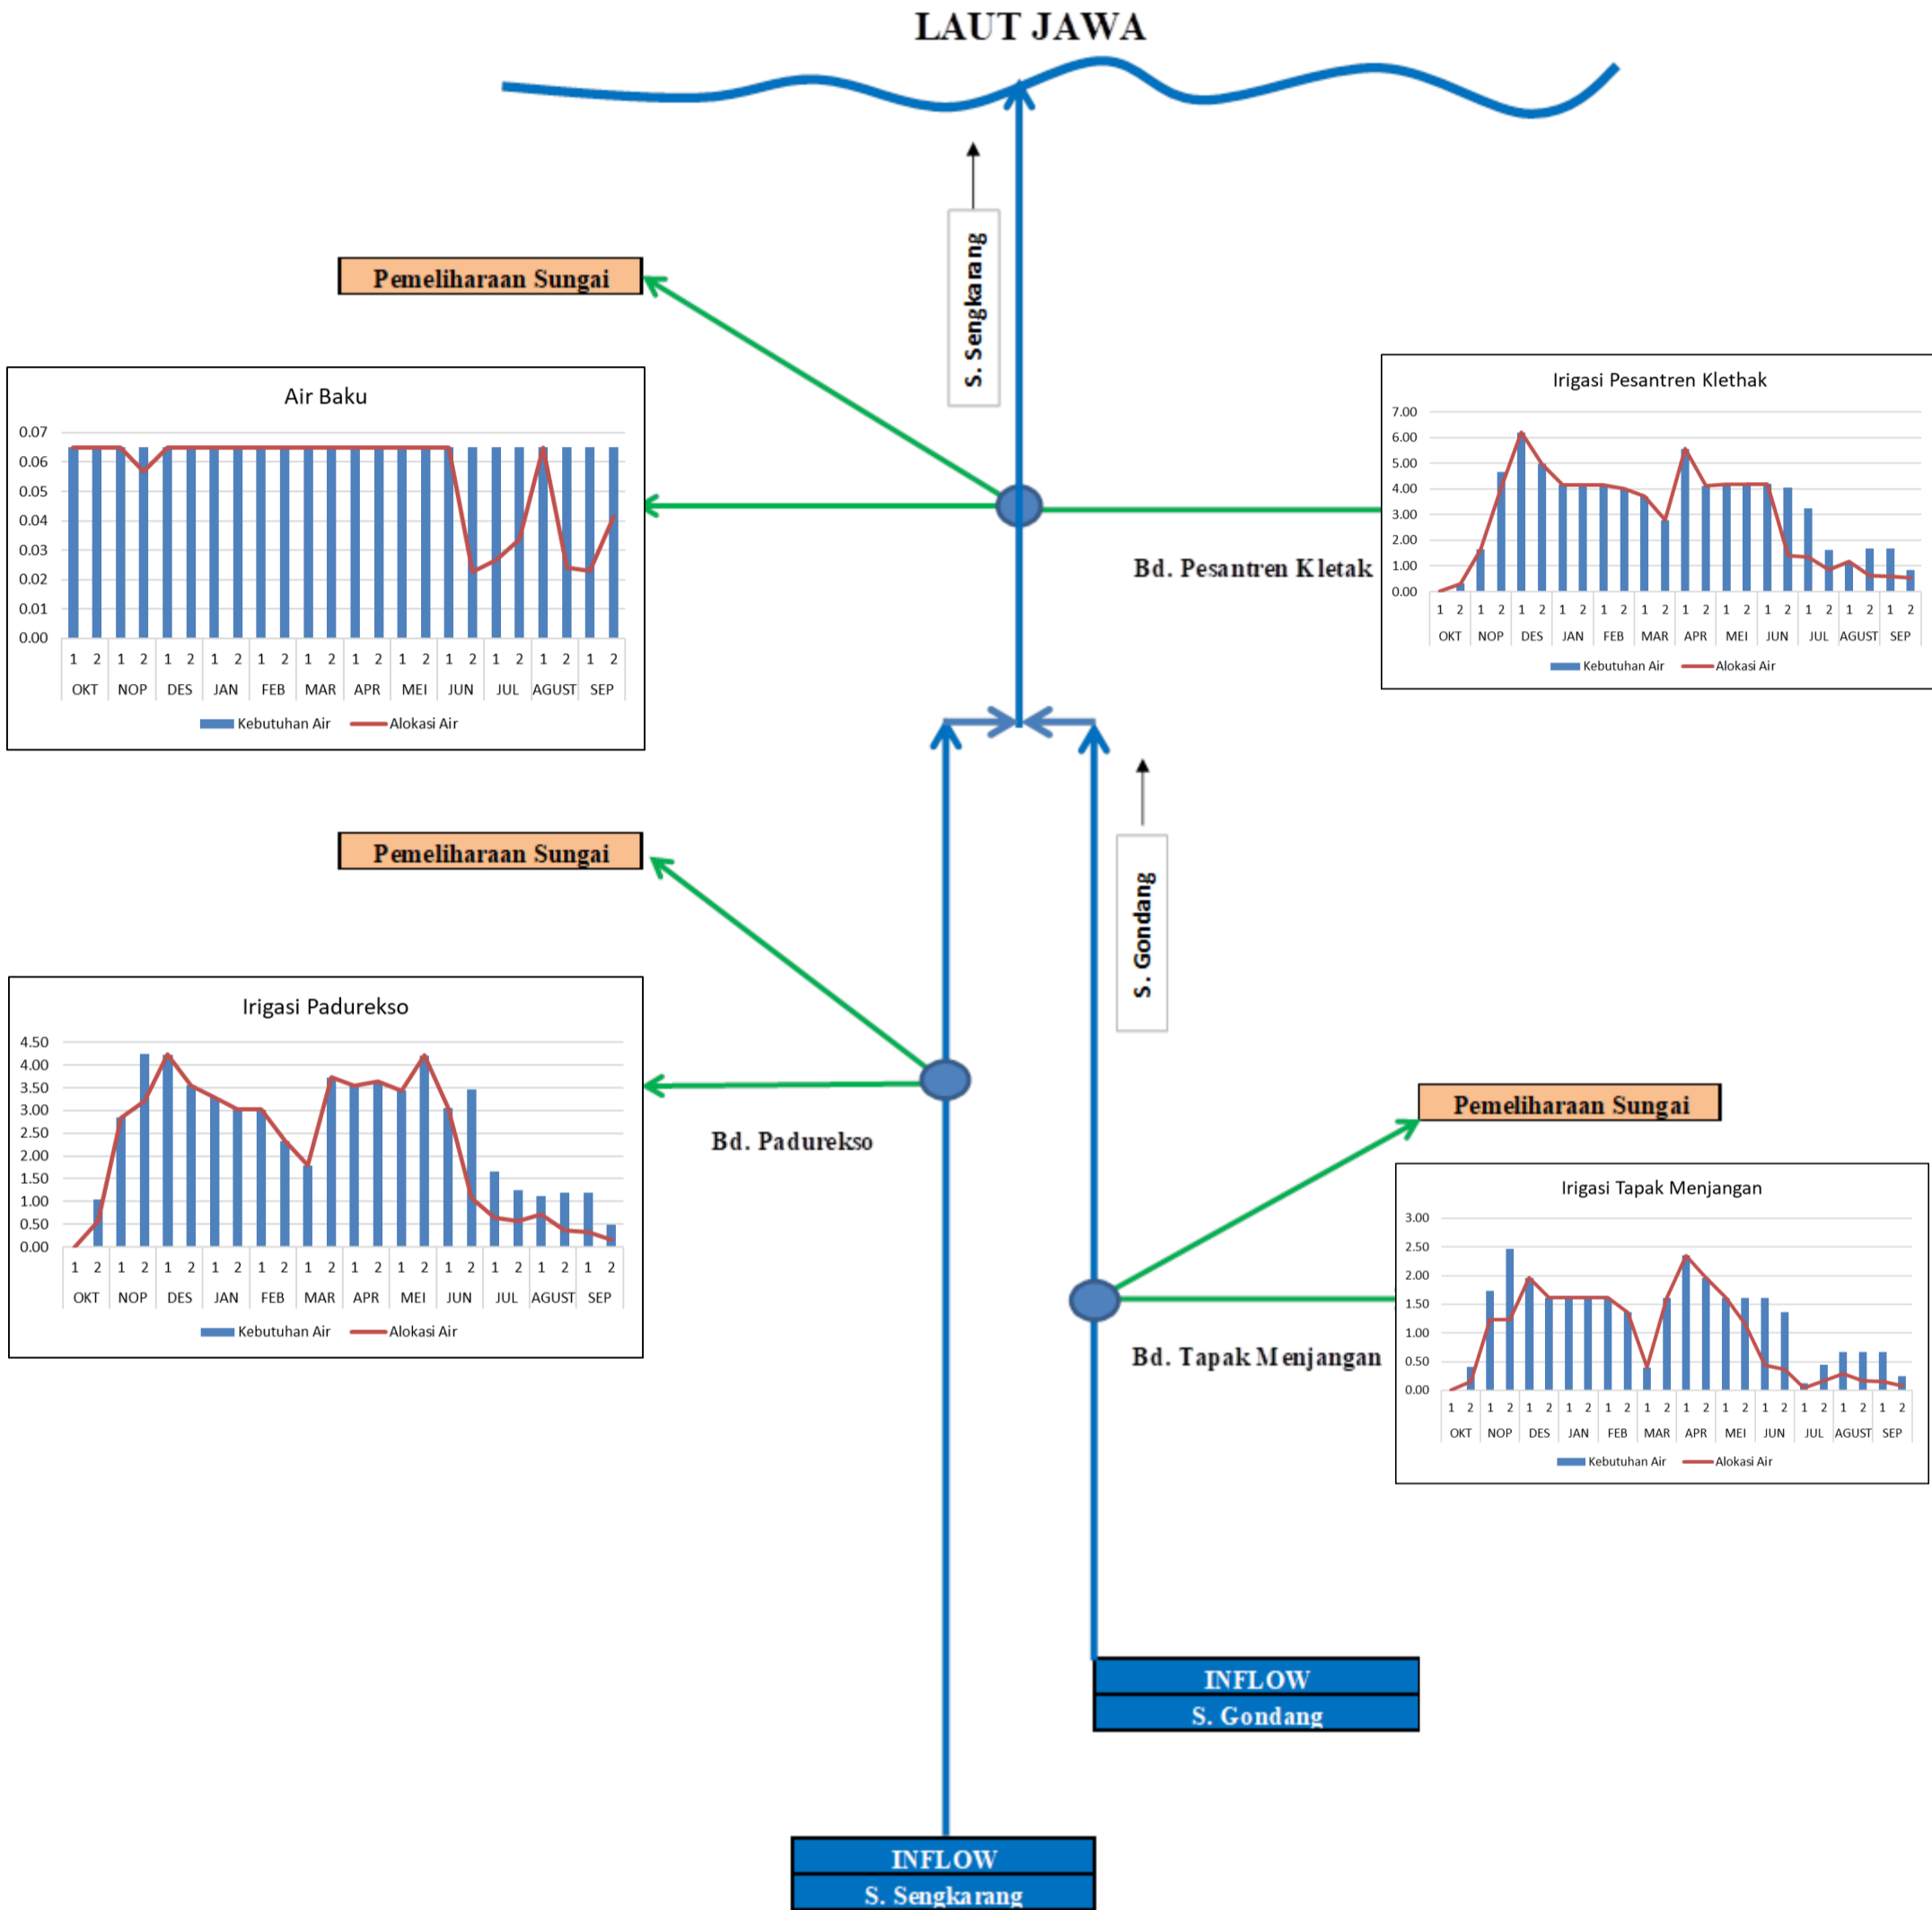 LAUT JAWA
S. Sengkarang
Pemeliharaan Sungai
Air Baku
0.07
0.06
0.05
0.04
0.03
0.02
0.01
0.00
1 2 1 2 1 2 1 2 1 2 1 2 1 2 1 2 1 2 1 2 1 2 1 2
OKT NOP DES JAN FEB MAR APR MEI JUN JUL AGUST SEP
Kebutuhan Air Alokasi Air
Irigasi Pesantren Klethak
7.00
6.00
5.00
4.00
3.00
2.00
1.00
0.00
1 2 1 2 1 2 1 2 1 2 1 2 1 2 1 2 1 2 1 2 1 2 1 2
OKT NOP DES JAN FEB MAR APR MEI JUN JUL AGUST SEP
Kebutuhan Air Alokasi Air
Bd. Pesantren Kletak
Pemeliharaan Sungai
S. Gondang
Irigasi Padurekso
4.50
4.00
3.50
3.00
2.50
2.00
1.50
1.00
0.50
0.00
1 2 1 2 1 2 1 2 1 2 1 2 1 2 1 2 1 2 1 2 1 2 1 2
OKT NOP DES JAN FEB MAR APR MEI JUN JUL AGUST SEP
Kebutuhan Air Alokasi Air
Bd. Padurekso
Pemeliharaan Sungai
Irigasi Tapak Menjangan
3.00
2.50
2.00
1.50
1.00
0.50
0.00
1 2 1 2 1 2 1 2 1 2 1 2 1 2 1 2 1 2 1 2 1 2 1 2
OKT NOP DES JAN FEB MAR APR MEI JUN JUL AGUST SEP
Kebutuhan Air Alokasi Air
Bd. Tapak Menjangan
INFLOW
S. Gondang
INFLOW
S. Sengkarang